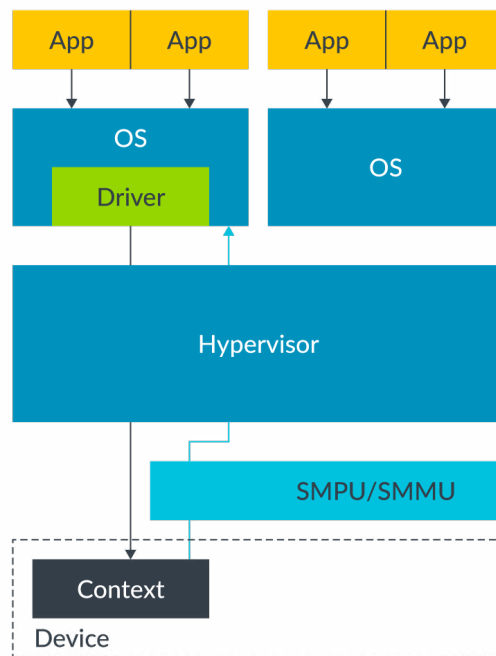 App App App App
OS
OS
Driver
Hypervisor
SMPU/SMMU
Context
Device